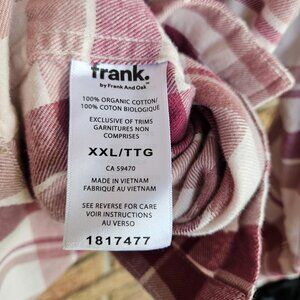 frank.
by Frank And Oak
100% ORGANIC COTTON/
100% COTON BIOLOGIQUE
EXCLUSIVE OF TRIMS
GARNITURES NON
COMPRISES
XXL/TTG
CA 59470
MADE IN VIETNAM
FABRIQUÉ AU VIETNAM
SEE REVERSE FOR CARE
VOIR INSTRUCTIONS
AU VERSO
1817477